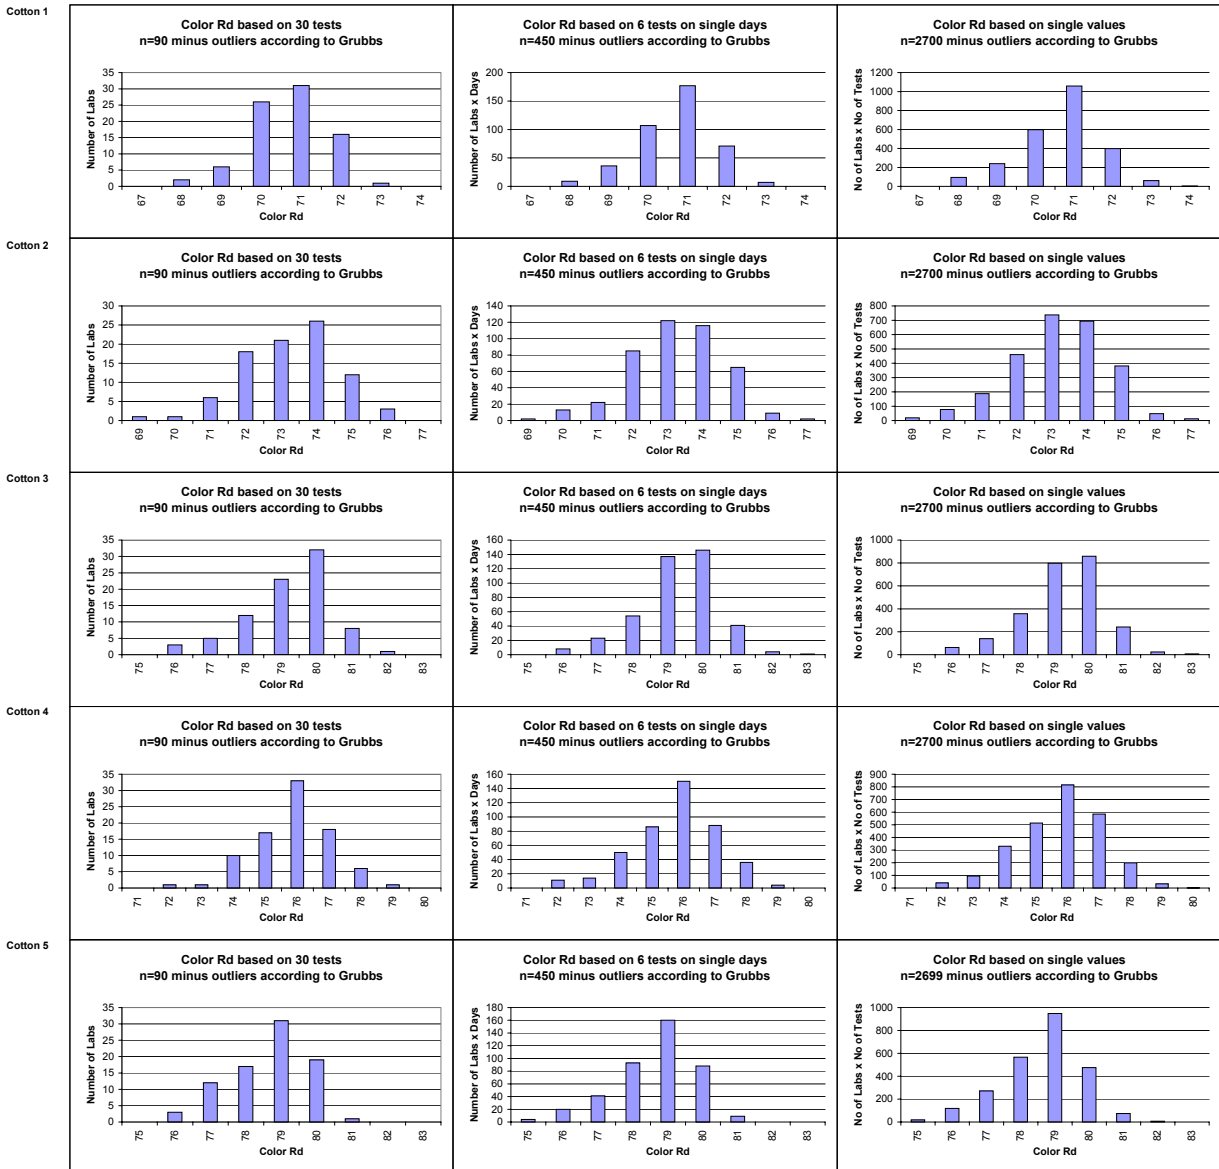 Cotton 1
Color Rd based on 30 tests
n=90 minus outliers according to Grubbs
Number of Labs
35
30
25
20
15
10
5
0
67 68 69 70 71 72 73 74
Color Rd
Color Rd based on 6 tests on single days
n=450 minus outliers according to Grubbs
Number of Labs x Days
200
150
100
50
0
67 68 69 70 71 72 73 74
Color Rd
Color Rd based on single values
n=2700 minus outliers according to Grubbs
No of Labs x No of Tests
1200
1000
800
600
400
200
0
67 68 69 70 71 72 73 74
Color Rd
Cotton 2
Color Rd based on 30 tests
n=90 minus outliers according to Grubbs
Number of Labs
30
25
20
15
10
5
0
69 70 71 72 73 74 75 76 77
Color Rd
Color Rd based on 6 tests on single days
n=450 minus outliers according to Grubbs
Number of Labs x Days
140
120
100
80
60
40
20
0
69 70 71 72 73 74 75 76 77
Color Rd
Color Rd based on single values
n=2700 minus outliers according to Grubbs
No of Labs x No of Tests
800
700
600
500
400
300
200
100
0
69 70 71 72 73 74 75 76 77
Color Rd
Cotton 3
Color Rd based on 30 tests
n=90 minus outliers according to Grubbs
Number of Labs
35
30
25
20
15
10
5
0
75 76 77 78 79 80 81 82 83
Color Rd
Color Rd based on 6 tests on single days
n=450 minus outliers according to Grubbs
Number of Labs x Days
160
140
120
100
80
60
40
20
0
75 76 77 78 79 80 81 82 83
Color Rd
Color Rd based on single values
n=2700 minus outliers according to Grubbs
No of Labs x No of Tests
1000
800
600
400
200
0
75 76 77 78 79 80 81 82 83
Color Rd
Cotton 4
Color Rd based on 30 tests
n=90 minus outliers according to Grubbs
Number of Labs
35
30
25
20
15
10
5
0
71 72 73 74 75 76 77 78 79 80
Color Rd
Color Rd based on 6 tests on single days
n=450 minus outliers according to Grubbs
Number of Labs x Days
160
140
120
100
80
60
40
20
0
71 72 73 74 75 76 77 78 79 80
Color Rd
Color Rd based on single values
n=2700 minus outliers according to Grubbs
No of Labs x No of Tests
900
800
700
600
500
400
300
200
100
0
71 72 73 74 75 76 77 78 79 80
Color Rd
Cotton 5
Color Rd based on 30 tests
n=90 minus outliers according to Grubbs
Number of Labs
35
30
25
20
15
10
5
0
75 76 77 78 79 80 81 82 83
Color Rd
Color Rd based on 6 tests on single days
n=450 minus outliers according to Grubbs
Number of Labs x Days
180
160
140
120
100
80
60
40
20
0
75 76 77 78 79 80 81 82 83
Color Rd
Color Rd based on single values
n=2699 minus outliers according to Grubbs
No of Labs x No of Tests
1000
800
600
400
200
0
75 76 77 78 79 80 81 82 83
Color Rd